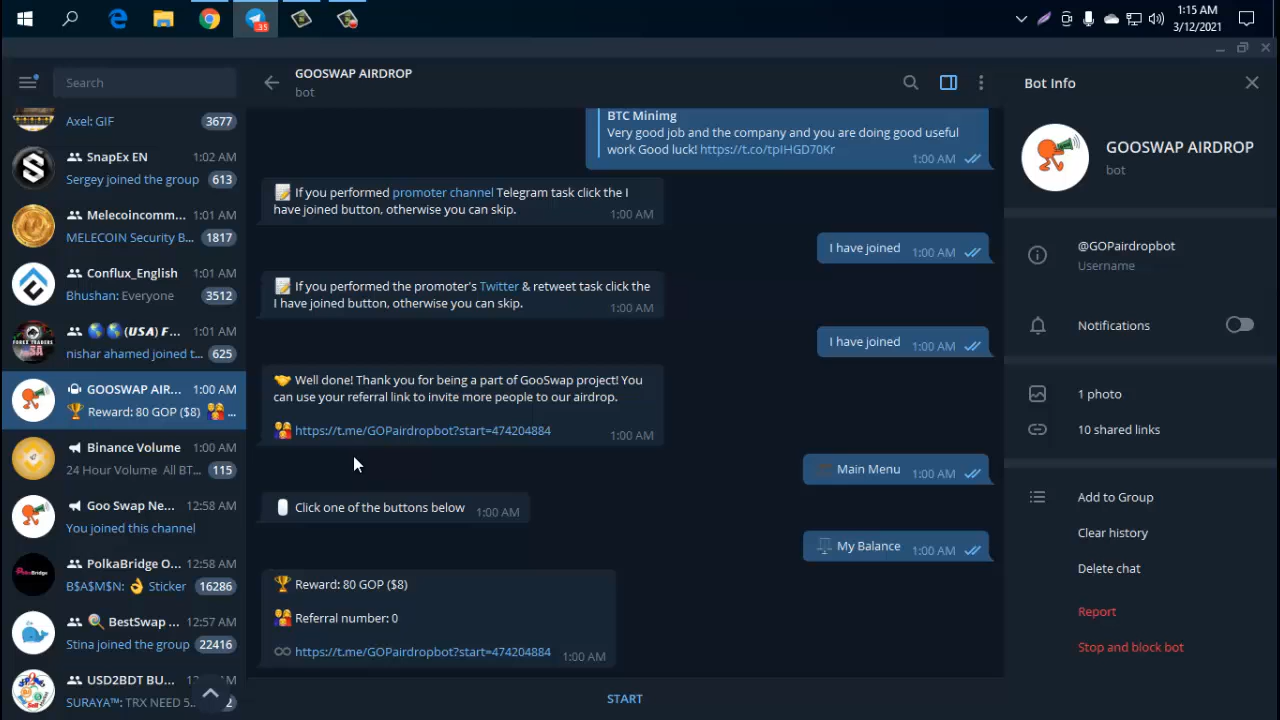 1:15 AM
3/12/2021
35
Search
Axel: GIF
3677
SnapEx EN
1:02 AM
Sergey joined the group
613
Melecoincomm...
1:01 AM
MELECOIN Security B...
1817
Conflux_English
1:01 AM
Bhushan: Everyone
3512
(USA) F...
1:01 AM
nishar ahamed joined t...
625
GOOSWAP AIR...
1:00 AM
Reward: 80 GOP ($8) ...
Binance Volume
1:00 AM
24 Hour Volume All BT...
115
Goo Swap Ne...
12:58 AM
You joined this channel
PolkaBridge O...
12:58 AM
B$A$M$N: 👌 Sticker
16286
BestSwap ...
12:57 AM
Stina joined the group
22416
USD2BDT BU...
12:48 AM
SURAYA™: TRX NEED 5...
GOOSWAP AIRDROP
bot
BTC Minimg
Very good job and the company and you are doing good useful
work Good luck! https://t.co/tpIHGD70Kr
1:00 AM
📝 If you performed promoter channel Telegram task click the I
have joined button, otherwise you can skip.
1:00 AM
I have joined
1:00 AM
📝 If you performed the promoter's Twitter & retweet task click the
I have joined button, otherwise you can skip.
1:00 AM
I have joined
1:00 AM
Well done! Thank you for being a part of GooSwap project! You
can use your referral link to invite more people to our airdrop.
https://t.me/GOPairdropbot?start=474204884
1:00 AM
Main Menu
1:00 AM
Click one of the buttons below
1:00 AM
My Balance
1:00 AM
🏆 Reward: 80 GOP ($8)
Referral number: 0
https://t.me/GOPairdropbot?start=474204884
1:00 AM
START
Bot Info
GOOSWAP AIRDROP
bot
@GOPairdropbot
Username
Notifications
1 photo
10 shared links
Add to Group
Clear history
Delete chat
Report
Stop and block bot